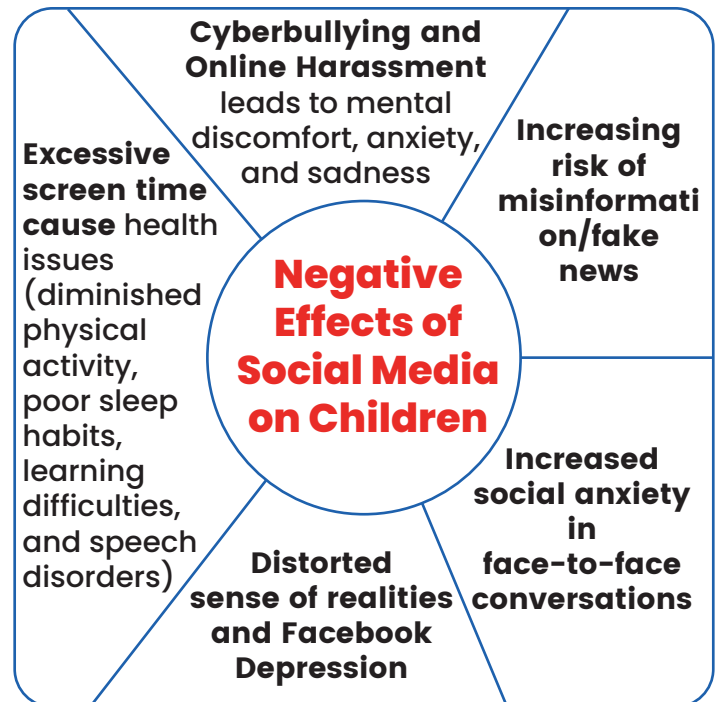 Cyberbullying and
Online Harassment
leads to mental
discomfort, anxiety,
and sadness
Increasing
risk of
misinformati
on/fake
news
Excessive
screen time
cause health
issues
(diminished
physical
activity,
poor sleep
habits,
learning
difficulties,
and speech
disorders)
Negative
Effects of
Social Media
on Children
Increased
social anxiety
in
face-to-face
conversations
Distorted
sense of realities
and Facebook
Depression